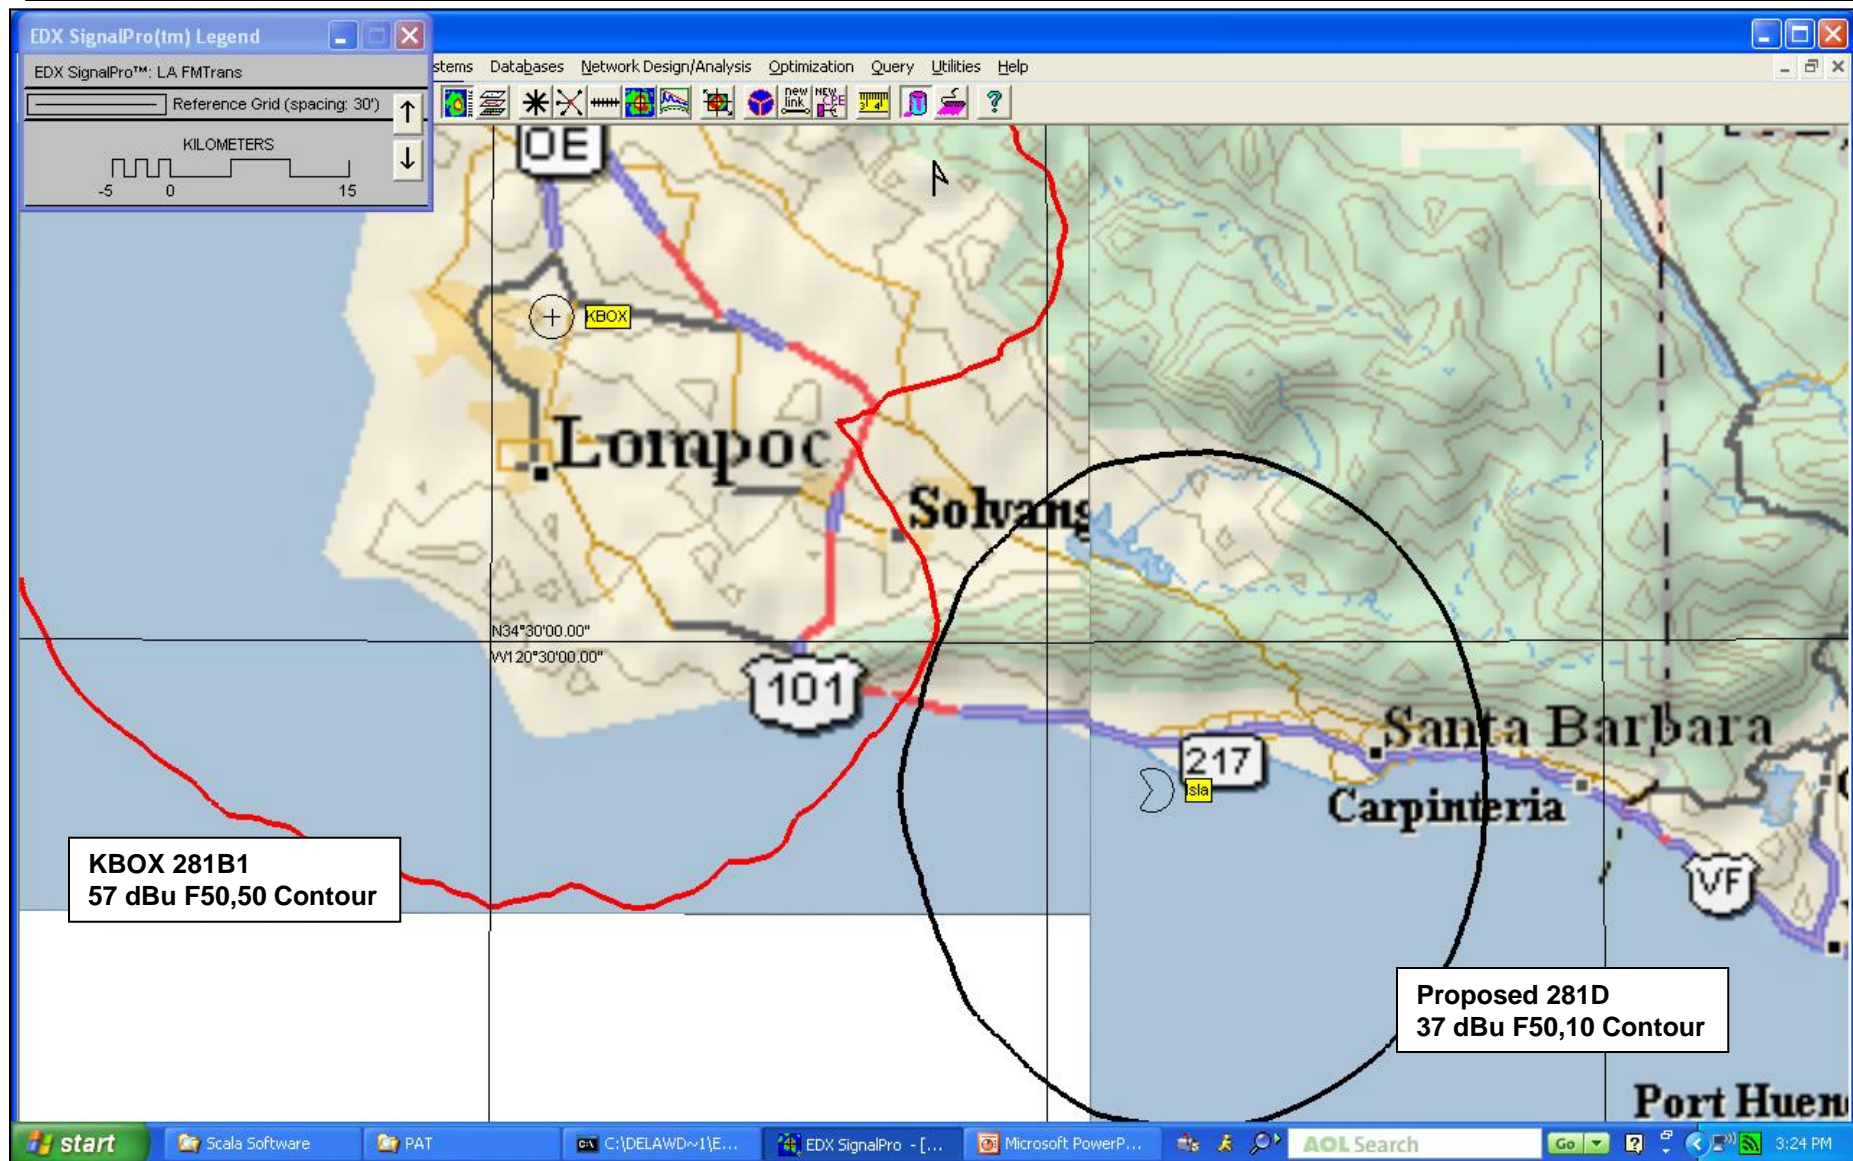 EDX SignalPro(tm) Legend
EDX SignalPro™: LA FMTrans
Reference Grid (spacing: 30')
KILOMETERS
-5 0 15
stems Databases Network Design/Analysis Optimization Query Utilities Help
new link
NEW CPE
OE
KBOX
Lompoc
Solvang
N34°30'00.00"
W120°30'00.00"
101
217
Isla
Santa Barbara
Carpinteria
VF
KBOX 281B1
57 dBu F50,50 Contour
Proposed 281D
37 dBu F50,10 Contour
Port Huen
start Scala Software PAT C:\DELAWD~1\E... EDX SignalPro - [... Microsoft PowerP... AOL Search Go 3:24 PM